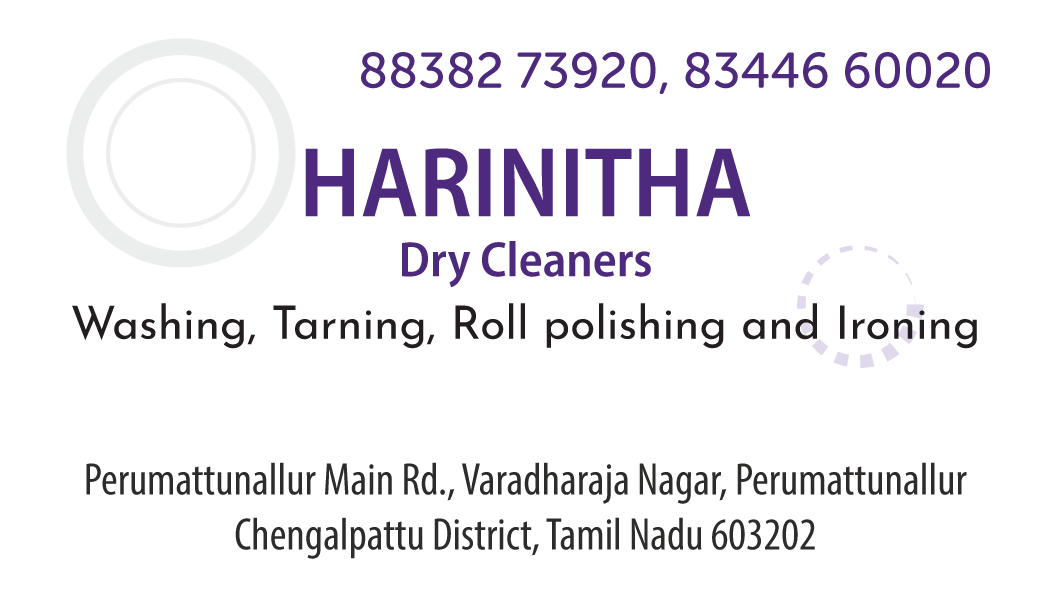 88382 73920, 83446 60020
HARINITHA
Dry Cleaners
Washing, Tarning, Roll polishing and Ironing
Perumattunallur Main Rd., Varadharaja Nagar, Perumattunallur
Chengalpattu District, Tamil Nadu 603202